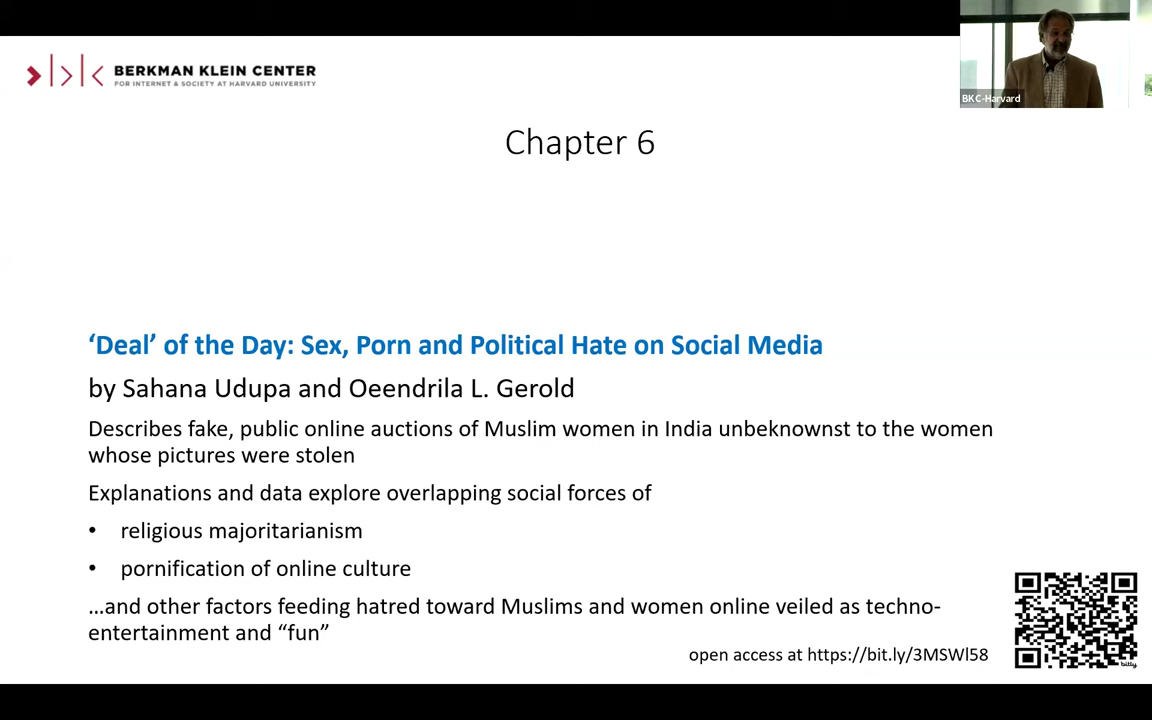 BERKMAN KLEIN CENTER
FOR INTERNET & SOCIETY AT HARVARD UNIVERSITY
BKC-Harvard
Chapter 6
‘Deal’ of the Day: Sex, Porn and Political Hate on Social Media
by Sahana Udupa and Oeendrila L. Gerold
Describes fake, public online auctions of Muslim women in India unbeknownst to the women
whose pictures were stolen
Explanations and data explore overlapping social forces of
• religious majoritarianism
• pornification of online culture
…and other factors feeding hatred toward Muslims and women online veiled as techno-
entertainment and “fun”
open access at https://bit.ly/3MSWl58
bitly